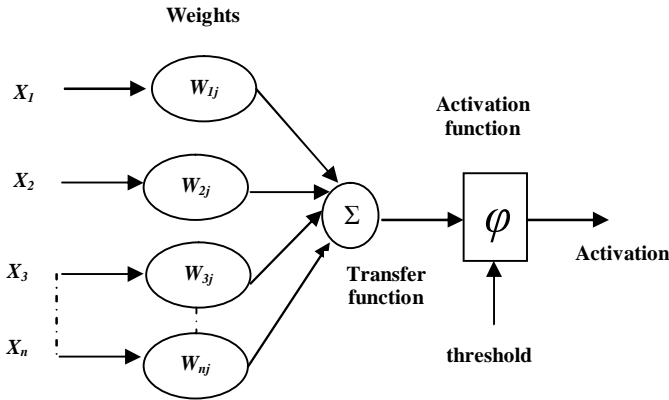 Weights
X1
W1j
Activation
function
X2
W2j
Σ
φ
Activation
X3
W3j
Transfer
function
Xn
Wnj
threshold